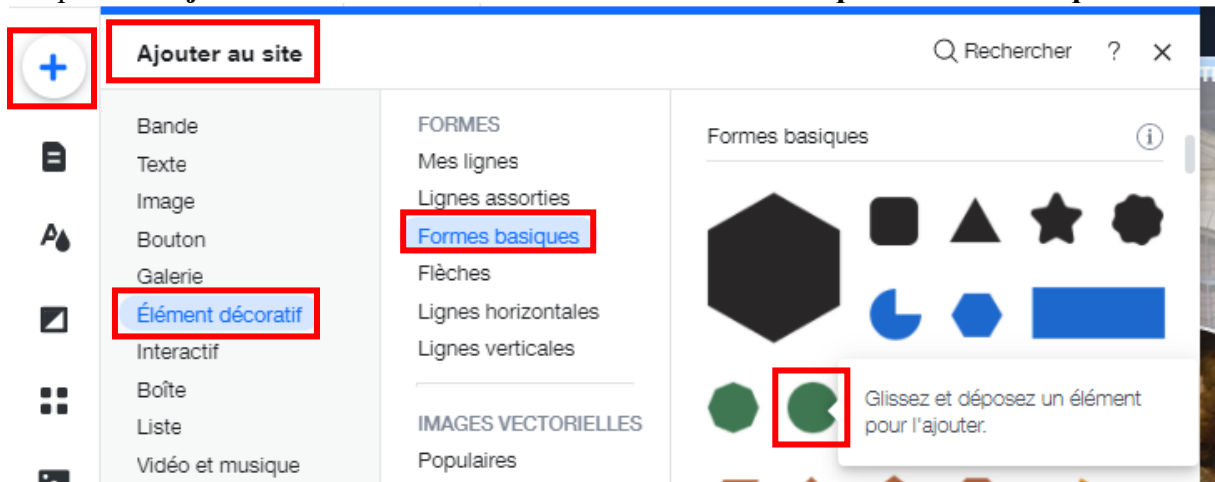 Ajouter au site
Rechercher ?
Bande
Texte
Image
Bouton
Galerie
Élément décoratif
Interactif
Boîte
Liste
Vidéo et musique
FORMES
Mes lignes
Lignes assorties
Formes basiques
Flèches
Lignes horizontales
Lignes verticales
IMAGES VECTORIELLES
Populaires
Formes basiques
Glissez et déposez un élément
pour l'ajouter.